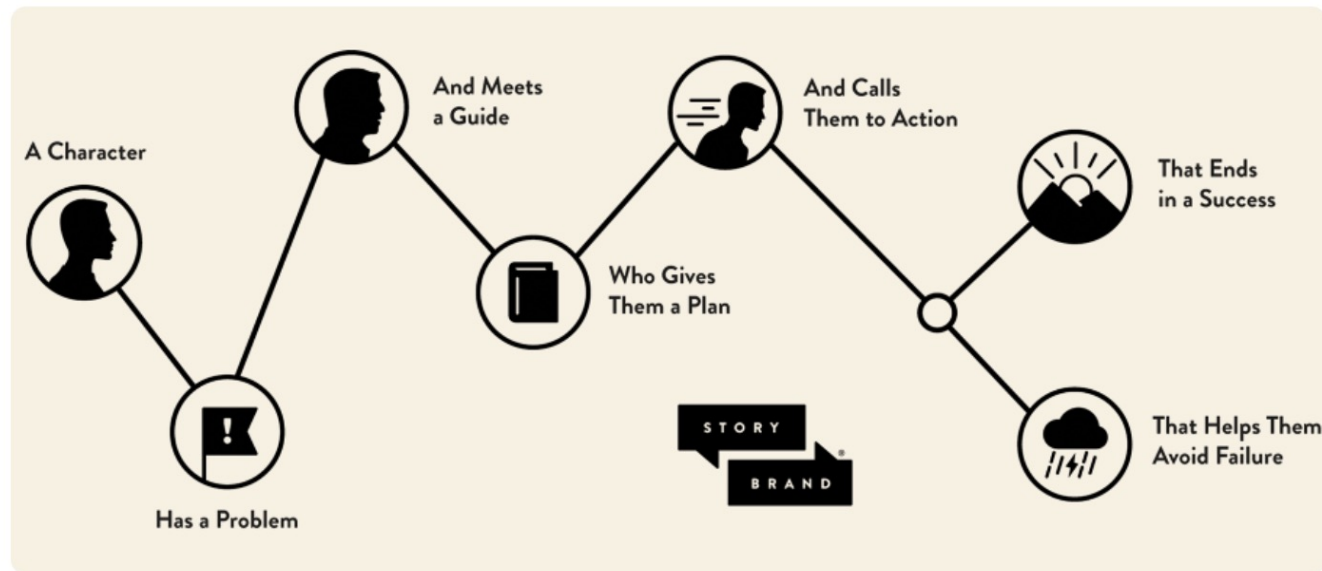 A Character
Has a Problem
And Meets
a Guide
Who Gives
Them a Plan
And Calls
Them to Action
That Ends
in a Success
That Helps Them
Avoid Failure
STORY
BRAND
®
!